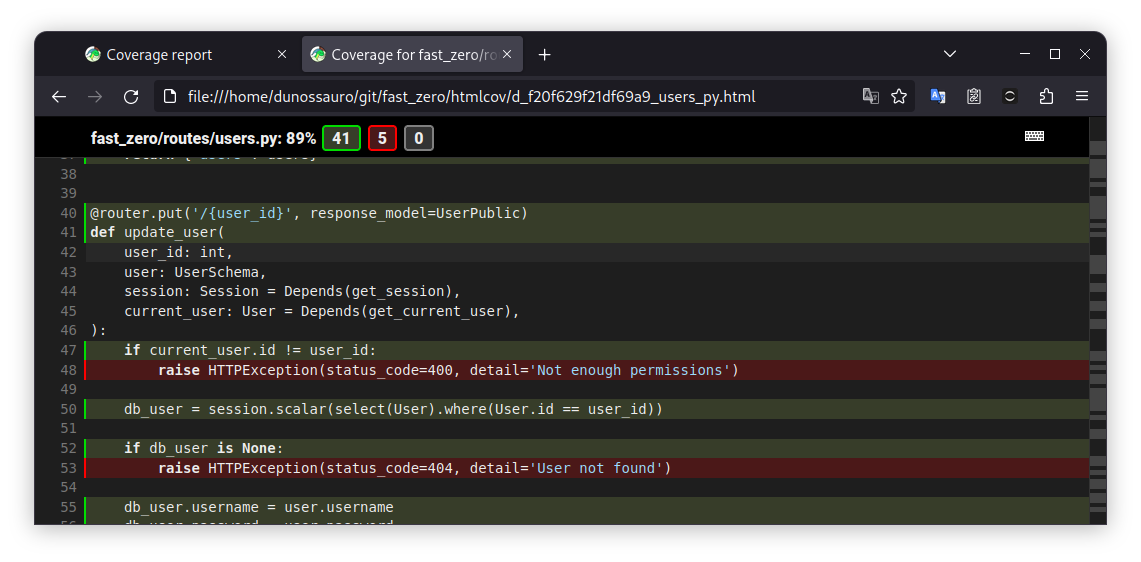 Coverage report
Coverage for fast_zero/ro
file:///home/dunossauro/git/fast_zero/htmlcov/d_f20f629f21df69a9_users_py.html
fast_zero/routes/users.py: 89% 41 5 0
38
39
40 @router.put('/{user_id}', response_model=UserPublic)
41 def update_user(
42 user_id: int,
43 user: UserSchema,
44 session: Session = Depends(get_session),
45 current_user: User = Depends(get_current_user),
46 ):
47 if current_user.id != user_id:
48 raise HTTPException(status_code=400, detail='Not enough permissions')
49
50 db_user = session.scalar(select(User).where(User.id == user_id))
51
52 if db_user is None:
53 raise HTTPException(status_code=404, detail='User not found')
54
55 db_user.username = user.username